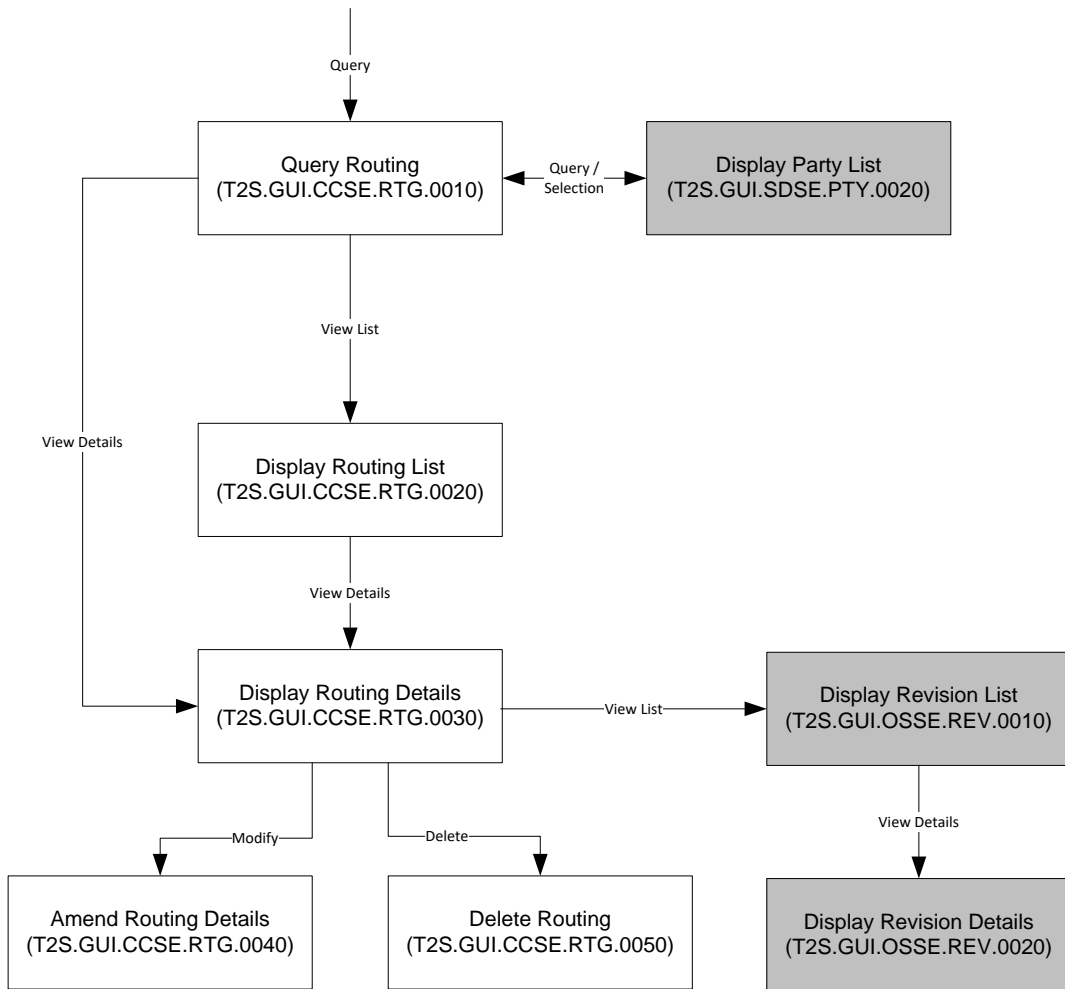 Query
Query Routing
(T2S.GUI.CCSE.RTG.0010)
Query /
Selection
Display Party List
(T2S.GUI.SDSE.PTY.0020)
View List
View Details
Display Routing List
(T2S.GUI.CCSE.RTG.0020)
View Details
Display Routing Details
(T2S.GUI.CCSE.RTG.0030)
View List
Display Revision List
(T2S.GUI.OSSE.REV.0010)
Modify
Delete
View Details
Amend Routing Details
(T2S.GUI.CCSE.RTG.0040)
Delete Routing
(T2S.GUI.CCSE.RTG.0050)
Display Revision Details
(T2S.GUI.OSSE.REV.0020)